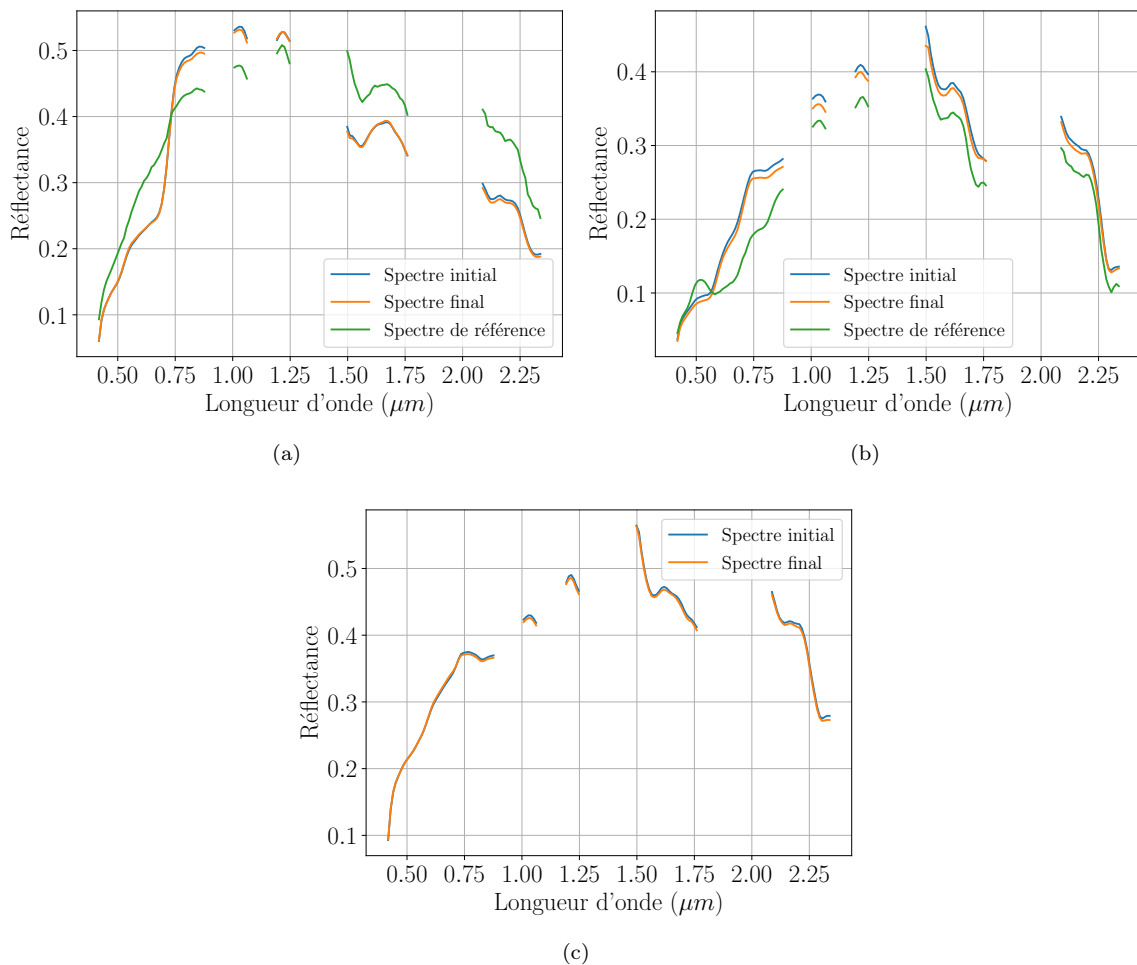 0.5
0.4
0.3
0.2
0.1
Réflectance
Spectre initial
Spectre final
Spectre de référence
0.50 0.75 1.00 1.25 1.50 1.75 2.00 2.25
Longueur d'onde (μm)
(a)
0.4
0.3
0.2
0.1
Réflectance
Spectre initial
Spectre final
Spectre de référence
0.50 0.75 1.00 1.25 1.50 1.75 2.00 2.25
Longueur d'onde (μm)
(b)
0.5
0.4
0.3
0.2
0.1
Réflectance
Spectre initial
Spectre final
0.50 0.75 1.00 1.25 1.50 1.75 2.00 2.25
Longueur d'onde (μm)
(c)